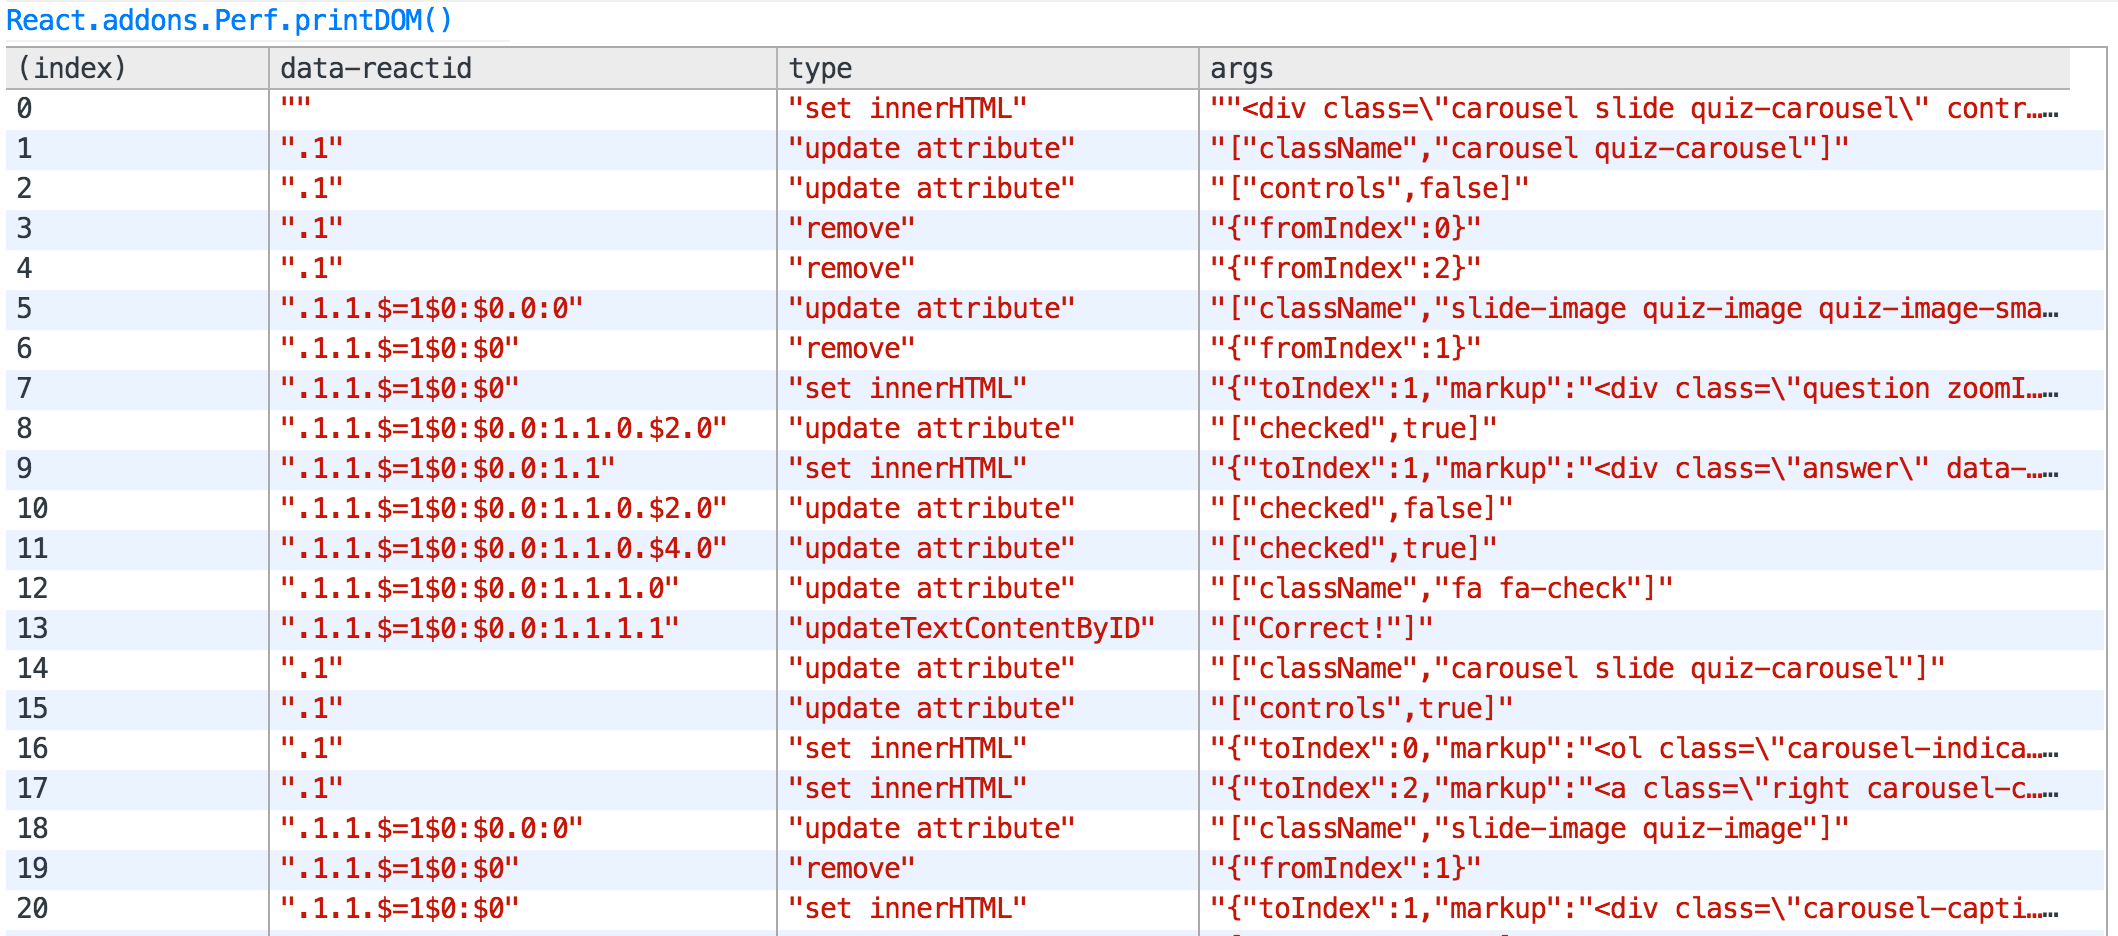 React.addons.Perf.printDOM()
(index) data-reactid type args
0 "" "set innerHTML" ""<div class=\"carousel slide quiz-carousel\" contr……
1 ".1" "update attribute" "["className","carousel quiz-carousel"]"
2 ".1" "update attribute" "["controls",false]"
3 ".1" "remove" "{"fromIndex":0}"
4 ".1" "remove" "{"fromIndex":2}"
5 ".1.1.$=1$0:$0.0:0" "update attribute" "["className","slide-image quiz-image quiz-image-sma…
6 ".1.1.$=1$0:$0" "remove" "{"fromIndex":1}"
7 ".1.1.$=1$0:$0" "set innerHTML" "{"toIndex":1,"markup":"<div class=\"question zoomI……
8 ".1.1.$=1$0:$0.0:1.1.0.$2.0" "update attribute" "["checked",true]"
9 ".1.1.$=1$0:$0.0:1.1" "set innerHTML" "{"toIndex":1,"markup":"<div class=\"answer\" data-……
10 ".1.1.$=1$0:$0.0:1.1.0.$2.0" "update attribute" "["checked",false]"
11 ".1.1.$=1$0:$0.0:1.1.0.$4.0" "update attribute" "["checked",true]"
12 ".1.1.$=1$0:$0.0:1.1.1.0" "update attribute" "["className","fa fa-check"]"
13 ".1.1.$=1$0:$0.0:1.1.1.1" "updateTextContentByID" "["Correct!"]"
14 ".1" "update attribute" "["className","carousel slide quiz-carousel"]"
15 ".1" "update attribute" "["controls",true]"
16 ".1" "set innerHTML" "{"toIndex":0,"markup":"<ol class=\"carousel-indica……
17 ".1" "set innerHTML" "{"toIndex":2,"markup":"<a class=\"right carousel-c……
18 ".1.1.$=1$0:$0.0:0" "update attribute" "["className","slide-image quiz-image"]"
19 ".1.1.$=1$0:$0" "remove" "{"fromIndex":1}"
20 ".1.1.$=1$0:$0" "set innerHTML" "{"toIndex":1,"markup":"<div class=\"carousel-capti……